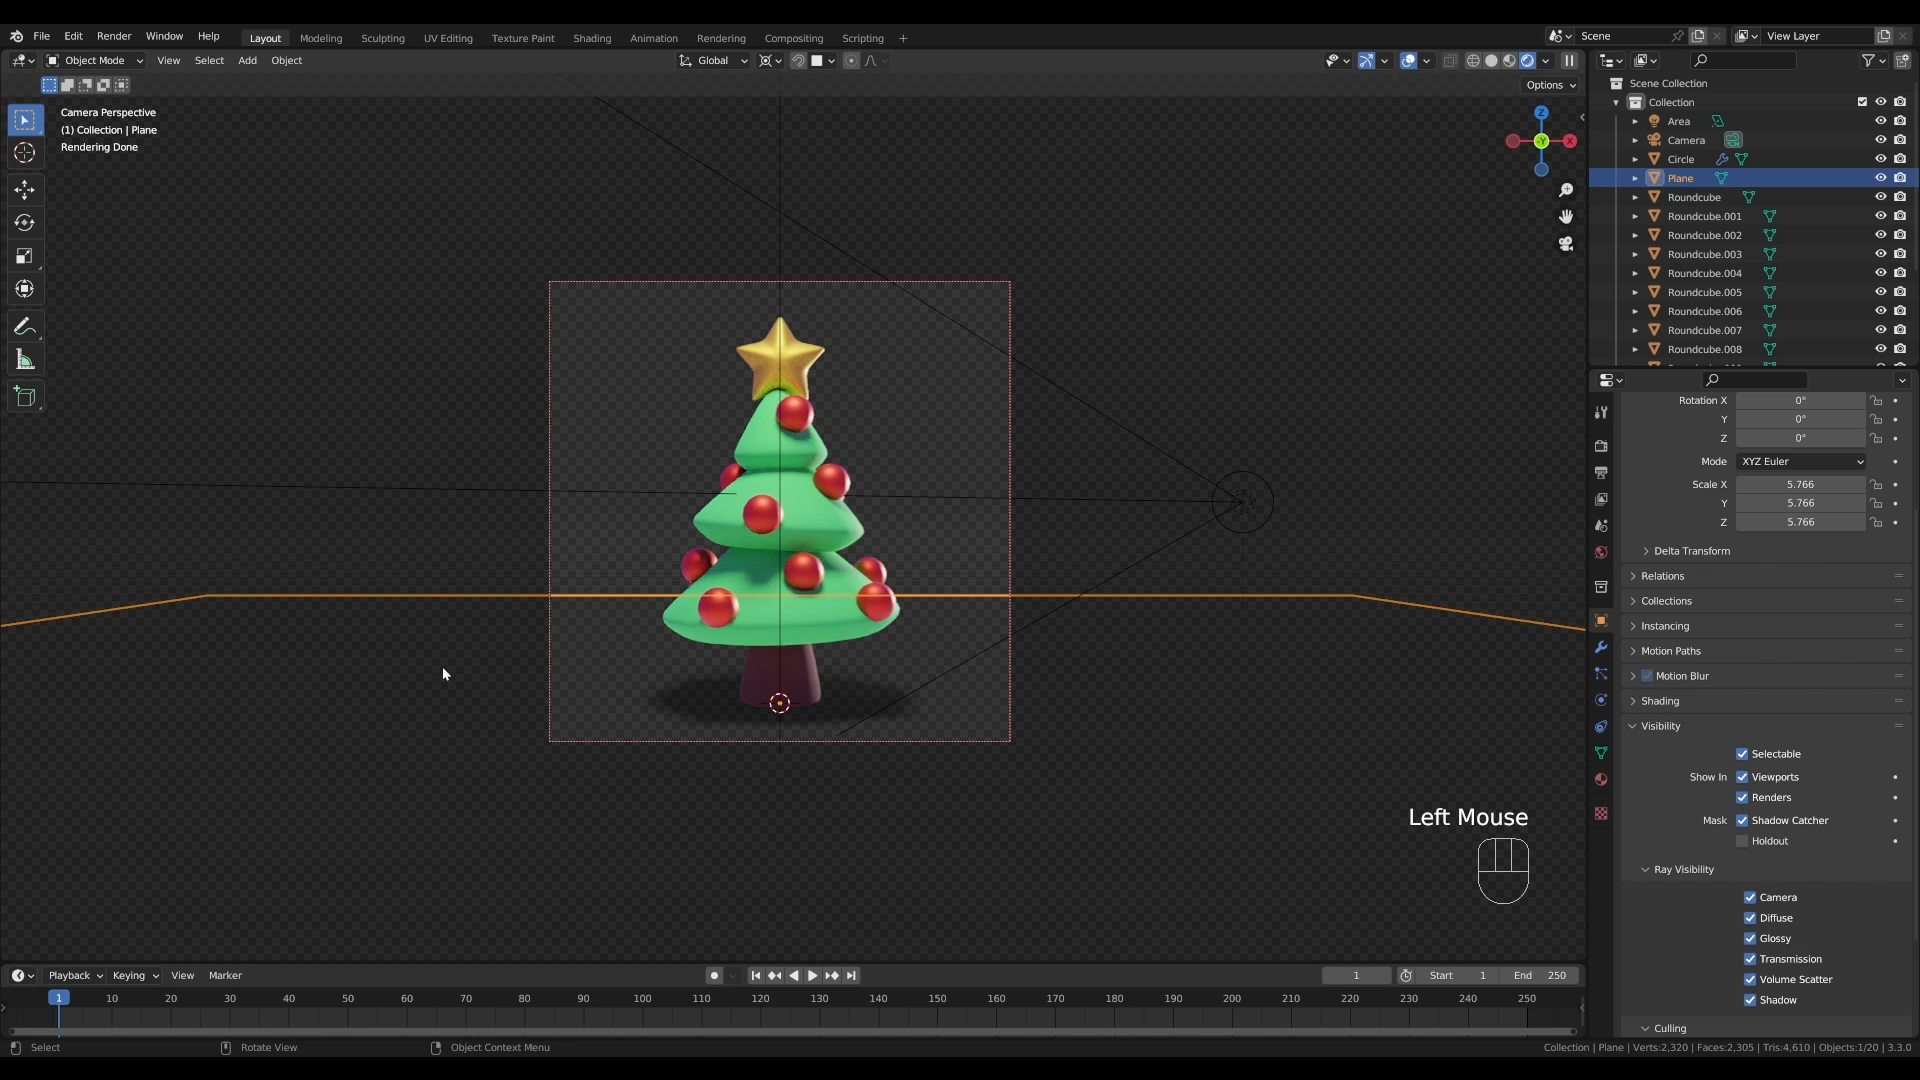 File Edit Render Window Help Layout Modeling Sculpting UV Editing Texture Paint Shading Animation Rendering Compositing Scripting + Scene View Layer
Object Mode View Select Add Object Global
Options
Camera Perspective
(1) Collection | Plane
Rendering Done
Z
Y
X
Scene Collection
Collection
Area
Camera
Circle
Plane
Roundcube
Roundcube.001
Roundcube.002
Roundcube.003
Roundcube.004
Roundcube.005
Roundcube.006
Roundcube.007
Roundcube.008
Rotation X 0°
Y 0°
Z 0°
Mode XYZ Euler
Scale X 5.766
Y 5.766
Z 5.766
Delta Transform
Relations
Collections
Instancing
Motion Paths
Motion Blur
Shading
Visibility
Selectable
Show In Viewports
Renders
Mask Shadow Catcher
Holdout
Ray Visibility
Camera
Diffuse
Glossy
Transmission
Volume Scatter
Shadow
Culling
Left Mouse
Playback Keying View Marker 1 Start 1 End 250
1 10 20 30 40 50 60 70 80 90 100 110 120 130 140 150 160 170 180 190 200 210 220 230 240 250
Select Rotate View Object Context Menu Collection | Plane | Verts:2,320 | Faces:2,305 | Tris:4,610 | Objects:1/20 | 3.3.0